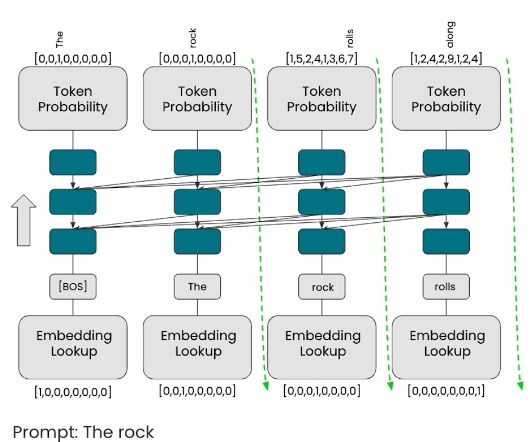 The rock rolls along
[0,0,1,0,0,0,0,0] [0,0,0,1,0,0,0,0] [1,5,2,4,1,3,6,7] [1,2,4,2,9,1,2,4]
Token Token Token Token
Probability Probability Probability Probability
[BOS] The rock rolls
Embedding Embedding Embedding Embedding
Lookup Lookup Lookup Lookup
[1,0,0,0,0,0,0,0] [0,0,1,0,0,0,0,0] [0,0,0,1,0,0,0,0] [0,0,0,0,0,0,0,1]
Prompt: The rock